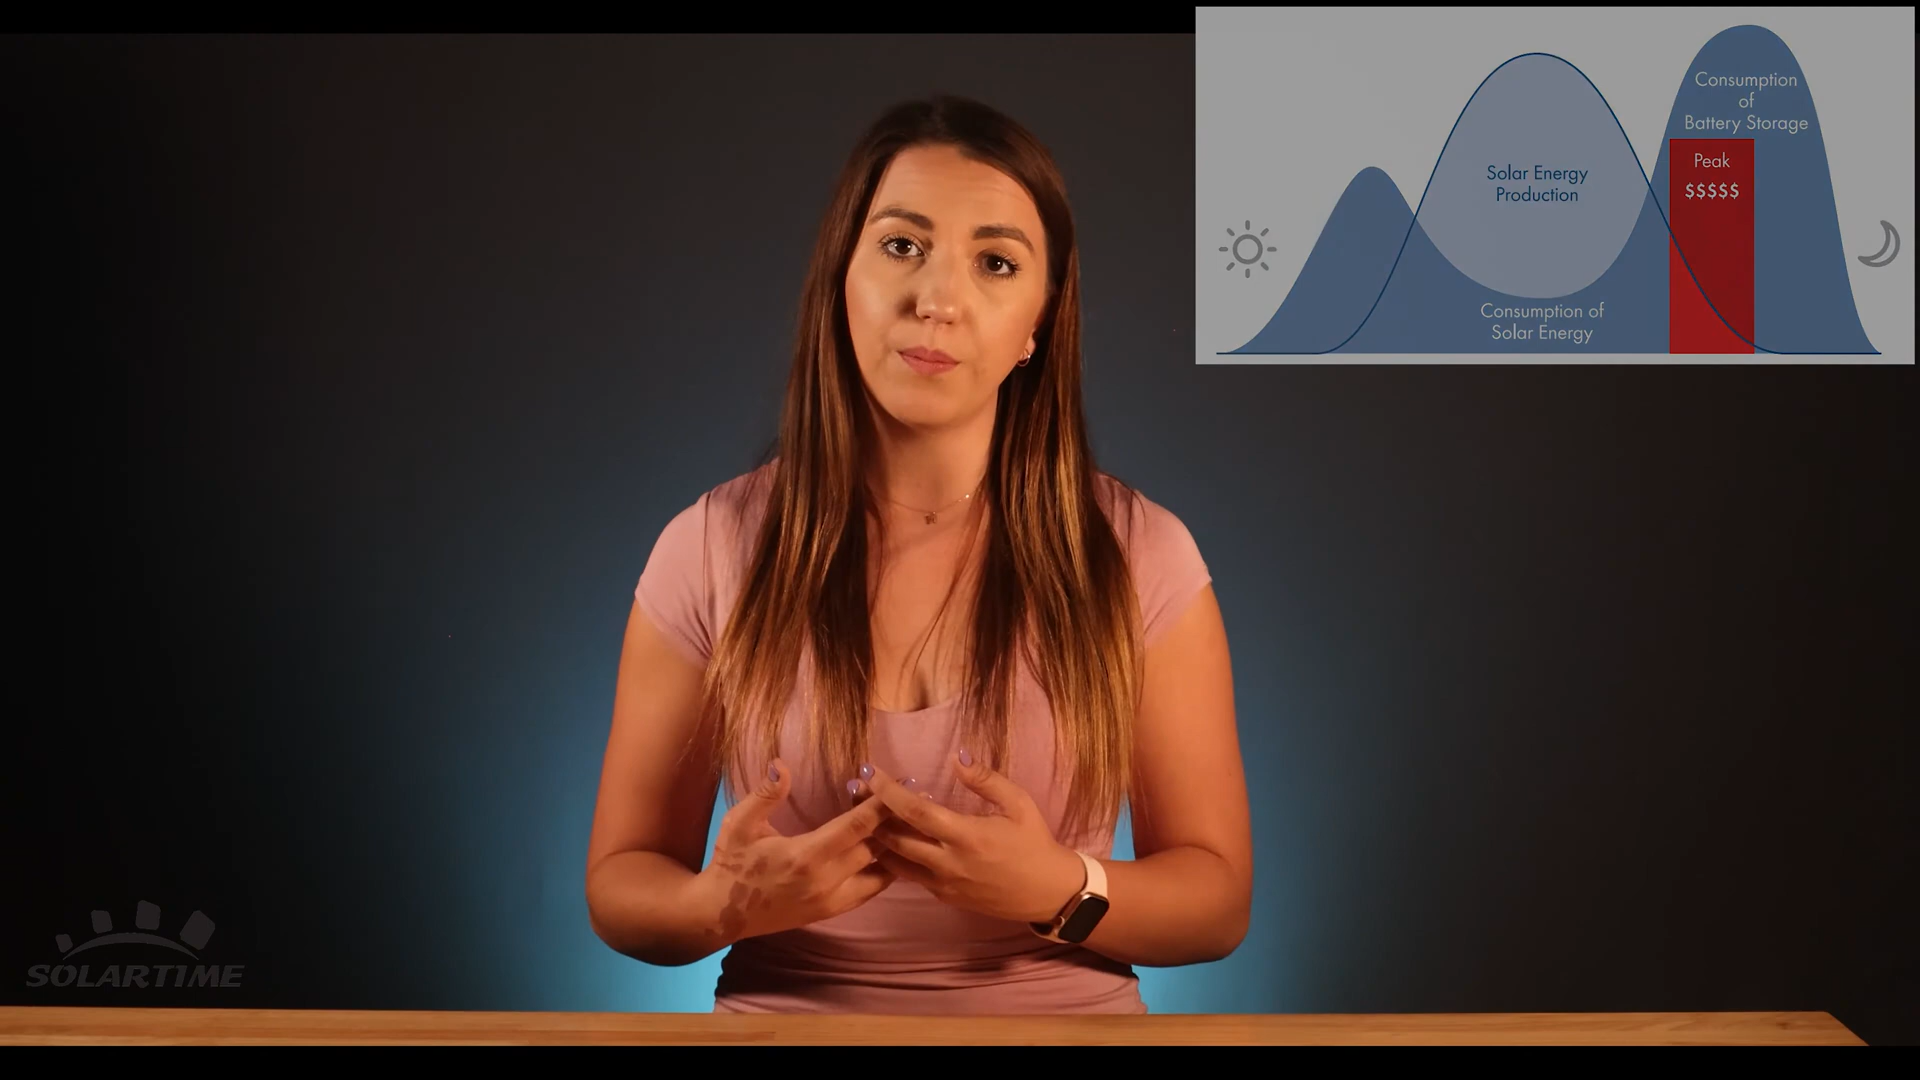 Consumption
of
Battery Storage
Peak
$$$$$
Solar Energy
Production
Consumption of
Solar Energy
SOLARTIME